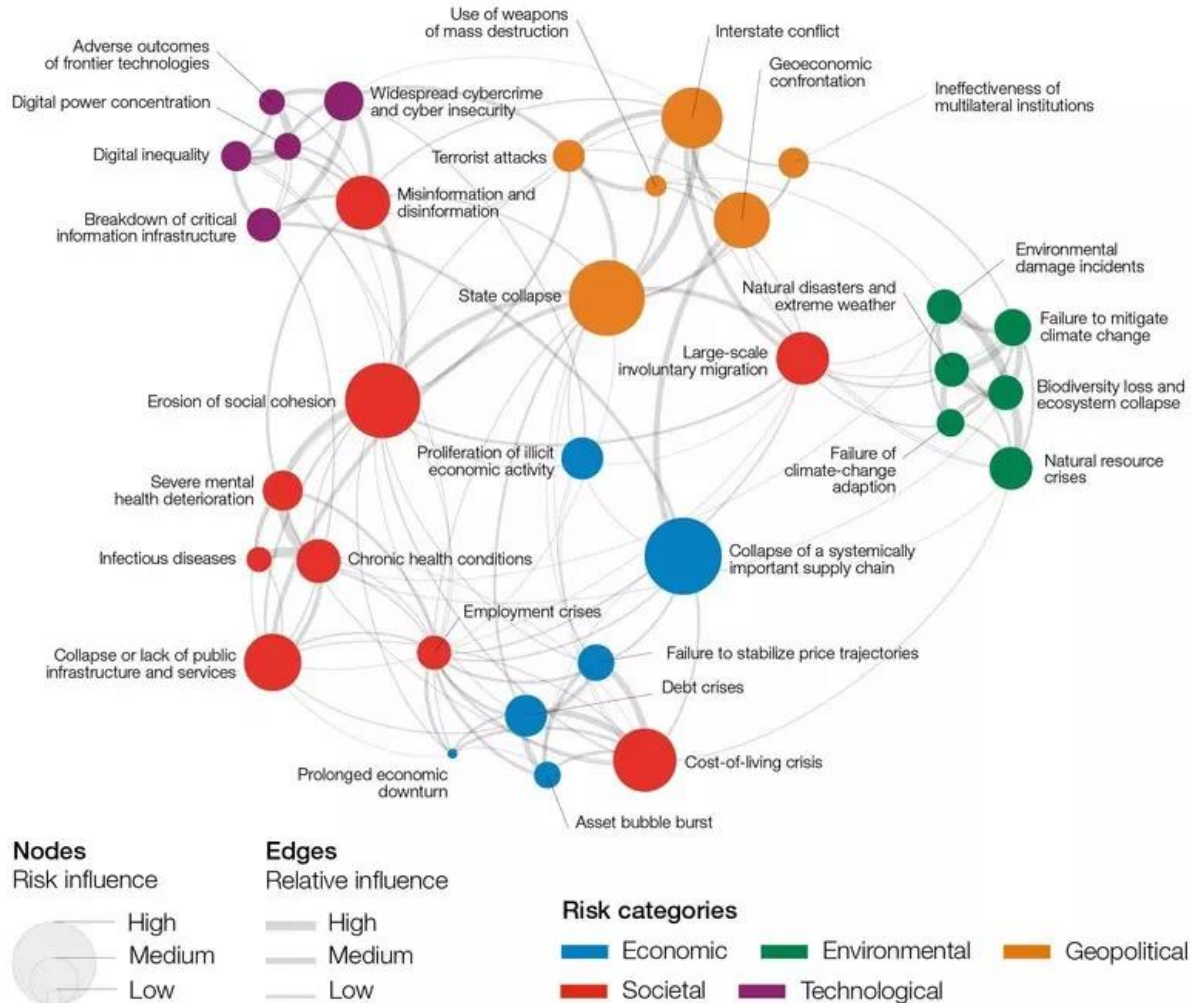 Use of weapons
of mass destruction
Interstate conflict
Adverse outcomes
of frontier technologies
Geoeconomic
confrontation
Digital power concentration
Widespread cybercrime
and cyber insecurity
Ineffectiveness of
multilateral institutions
Digital inequality
Terrorist attacks
Misinformation and
disinformation
Breakdown of critical
information infrastructure
Environmental
damage incidents
State collapse
Natural disasters and
extreme weather
Failure to mitigate
climate change
Large-scale
involuntary migration
Biodiversity loss and
ecosystem collapse
Erosion of social cohesion
Proliferation of illicit
economic activity
Failure of
climate-change
adaption
Natural resource
crises
Severe mental
health deterioration
Infectious diseases
Chronic health conditions
Collapse of a systemically
important supply chain
Employment crises
Collapse or lack of public
infrastructure and services
Failure to stabilize price trajectories
Debt crises
Prolonged economic
downturn
Cost-of-living crisis
Asset bubble burst
Nodes
Risk influence
High
Medium
Low
Edges
Relative influence
High
Medium
Low
Risk categories
Economic
Environmental
Geopolitical
Societal
Technological